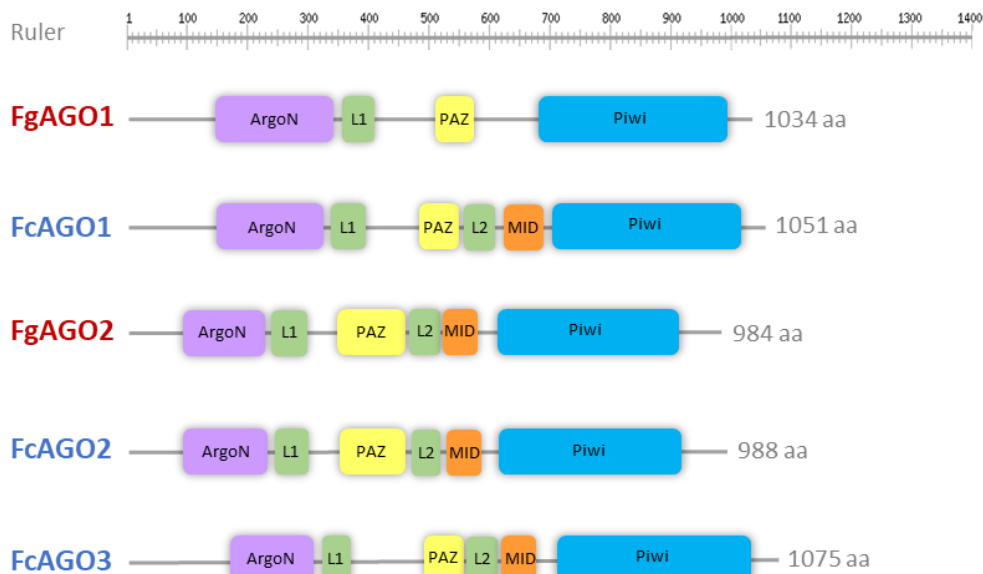 1 100 200 300 400 500 600 700 800 900 1000 1100 1200 1300 1400
Ruler
FgAGO1 ArgoN L1 PAZ Piwi 1034 aa
FcAGO1 ArgoN L1 PAZ L2 MID Piwi 1051 aa
FgAGO2 ArgoN L1 PAZ L2 MID Piwi 984 aa
FcAGO2 ArgoN L1 PAZ L2 MID Piwi 988 aa
FcAGO3 ArgoN L1 PAZ L2 MID Piwi 1075 aa